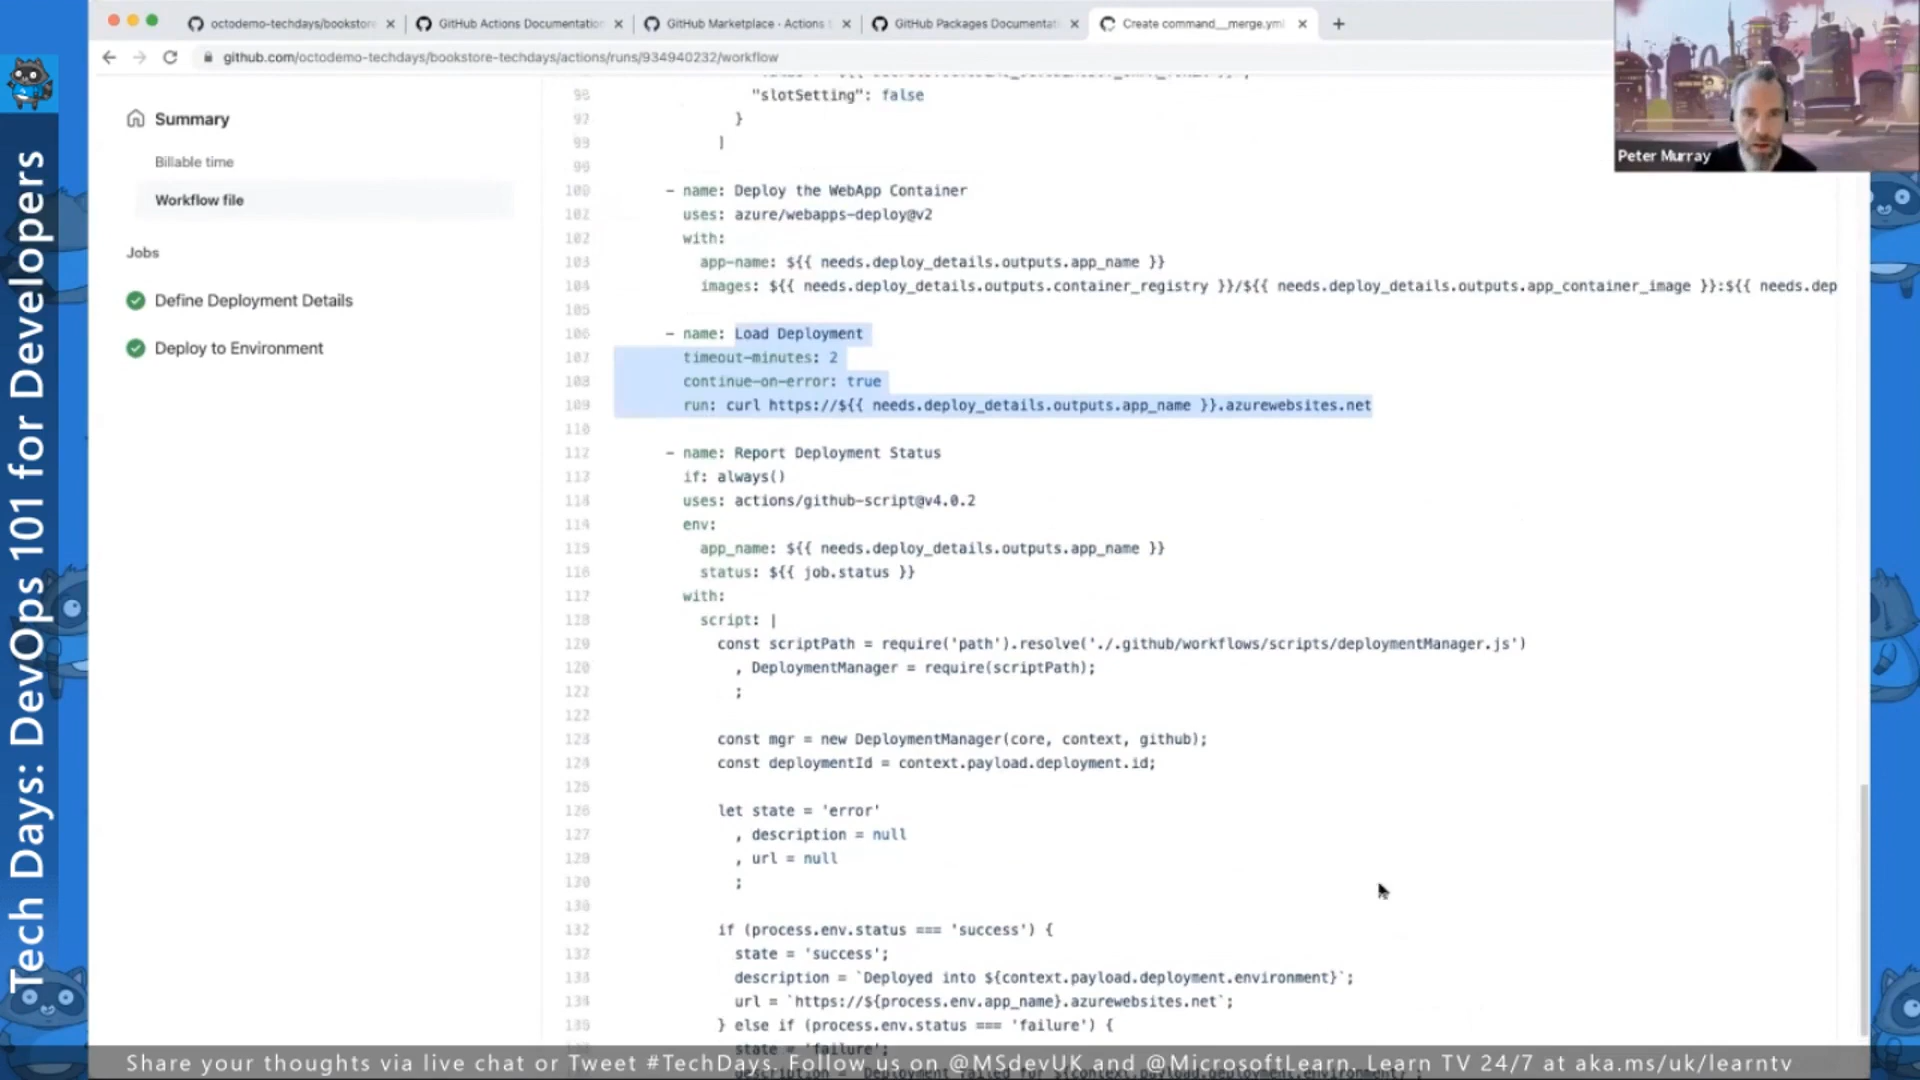 octodemo-techdays/bookstore
GitHub Actions Documentation
GitHub Marketplace · Actions
GitHub Packages Documentat
Create command__merge.yml
github.com/octodemo-techdays/bookstore-techdays/actions/runs/934940232/workflow
Peter Murray
Tech Days: DevOps 101 for Developers
Summary
Billable time
Workflow file
Jobs
Define Deployment Details
Deploy to Environment
"slotSetting": false
}
]
- name: Deploy the WebApp Container
uses: azure/webapps-deploy@v2
with:
app-name: ${{ needs.deploy_details.outputs.app_name }}
images: ${{ needs.deploy_details.outputs.container_registry }}/${{ needs.deploy_details.outputs.app_container_image }}:${{ needs.dep
- name: Load Deployment
timeout-minutes: 2
continue-on-error: true
run: curl https://${{ needs.deploy_details.outputs.app_name }}.azurewebsites.net
- name: Report Deployment Status
if: always()
uses: actions/github-script@v4.0.2
env:
app_name: ${{ needs.deploy_details.outputs.app_name }}
status: ${{ job.status }}
with:
script: |
const scriptPath = require('path').resolve('./.github/workflows/scripts/deploymentManager.js')
, DeploymentManager = require(scriptPath);
;
const mgr = new DeploymentManager(core, context, github);
const deploymentId = context.payload.deployment.id;
let state = 'error'
, description = null
, url = null
;
if (process.env.status === 'success') {
state = 'success';
description = `Deployed into ${context.payload.deployment.environment}`;
url = `https://${process.env.app_name}.azurewebsites.net`;
} else if (process.env.status === 'failure') {
state = 'failure';
Share your thoughts via live chat or Tweet #TechDays. Follow us on @MSdevUK and @MicrosoftLearn. Learn TV 24/7 at aka.ms/uk/learntv